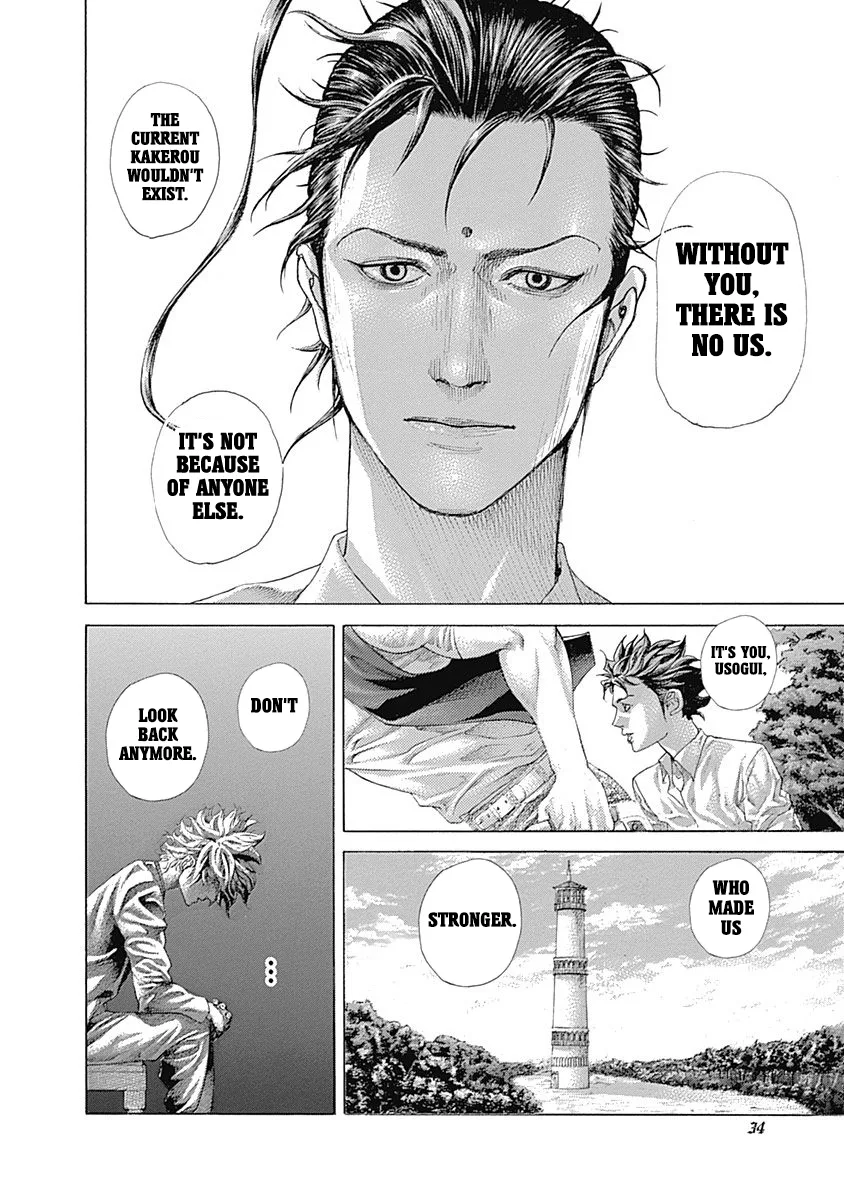 WITHOUT
YOU,
THERE IS
NO US.
THE
CURRENT
KAKEROU
WOULDN'T
EXIST.
IT'S NOT
BECAUSE
OF ANYONE
ELSE.
IT'S YOU,
USOGUI,
WHO
MADE
US
STRONGER.
DON'T
LOOK
BACK
ANYMORE.
...
34